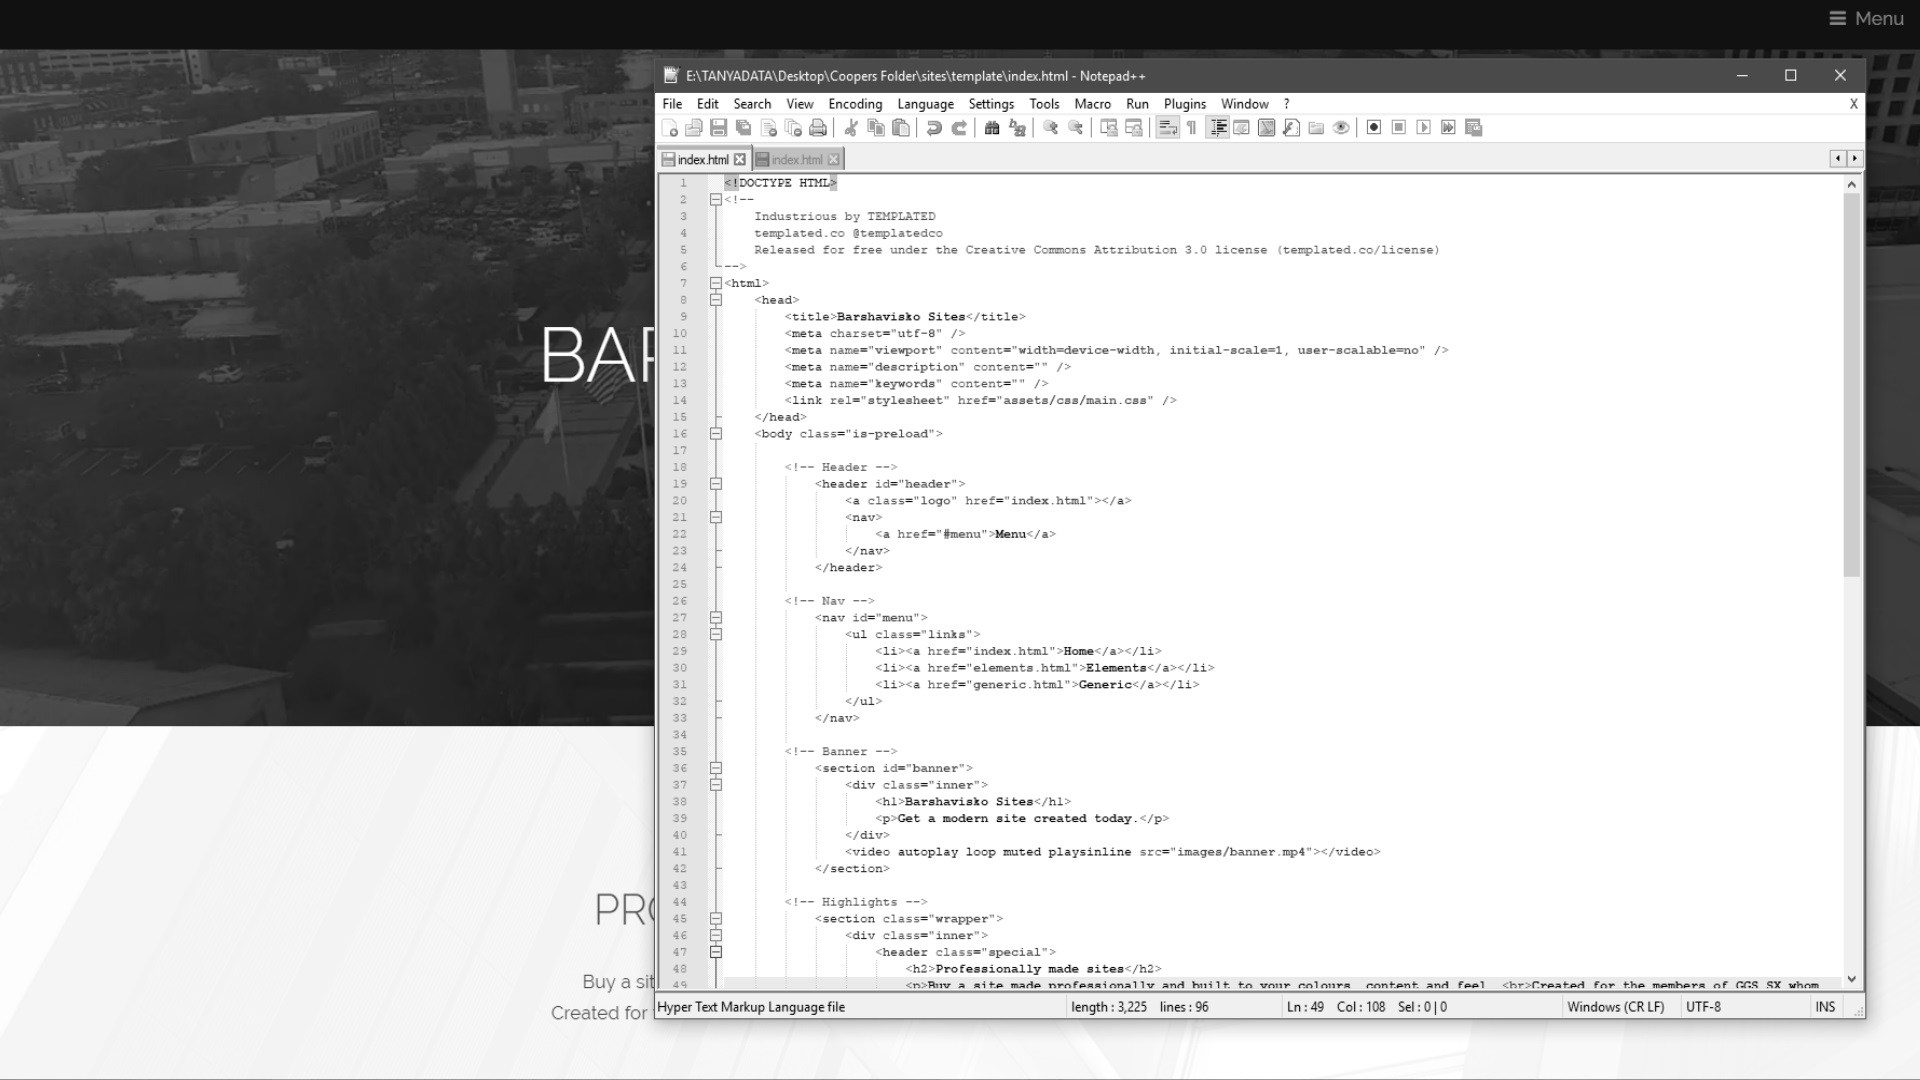 Menu
BAR
PRO
Buy a sit
Created for
E:\TANYADATA\Desktop\Coopers Folder\sites\template\index.html - Notepad++
File Edit Search View Encoding Language Settings Tools Macro Run Plugins Window ? X
index.html index.html
1 <!DOCTYPE HTML>
2 <!--
3 Industrious by TEMPLATED
4 templated.co @templatedco
5 Released for free under the Creative Commons Attribution 3.0 license (templated.co/license)
6 -->
7 <html>
8 <head>
9 <title>Barshavisko Sites</title>
10 <meta charset="utf-8" />
11 <meta name="viewport" content="width=device-width, initial-scale=1, user-scalable=no" />
12 <meta name="description" content="" />
13 <meta name="keywords" content="" />
14 <link rel="stylesheet" href="assets/css/main.css" />
15 </head>
16 <body class="is-preload">
17
18 <!-- Header -->
19 <header id="header">
20 <a class="logo" href="index.html"></a>
21 <nav>
22 <a href="#menu">Menu</a>
23 </nav>
24 </header>
25
26 <!-- Nav -->
27 <nav id="menu">
28 <ul class="links">
29 <li><a href="index.html">Home</a></li>
30 <li><a href="elements.html">Elements</a></li>
31 <li><a href="generic.html">Generic</a></li>
32 </ul>
33 </nav>
34
35 <!-- Banner -->
36 <section id="banner">
37 <div class="inner">
38 <h1>Barshavisko Sites</h1>
39 <p>Get a modern site created today.</p>
40 </div>
41 <video autoplay loop muted playsinline src="images/banner.mp4"></video>
42 </section>
43
44 <!-- Highlights -->
45 <section class="wrapper">
46 <div class="inner">
47 <header class="special">
48 <h2>Professionally made sites</h2>
49 <p>Buy a site made professionally and built to your colours, content and feel. <br>Created for the members of GGS SX whom
Hyper Text Markup Language file length : 3,225 lines : 96 Ln : 49 Col : 108 Sel : 0 | 0 Windows (CR LF) UTF-8 INS